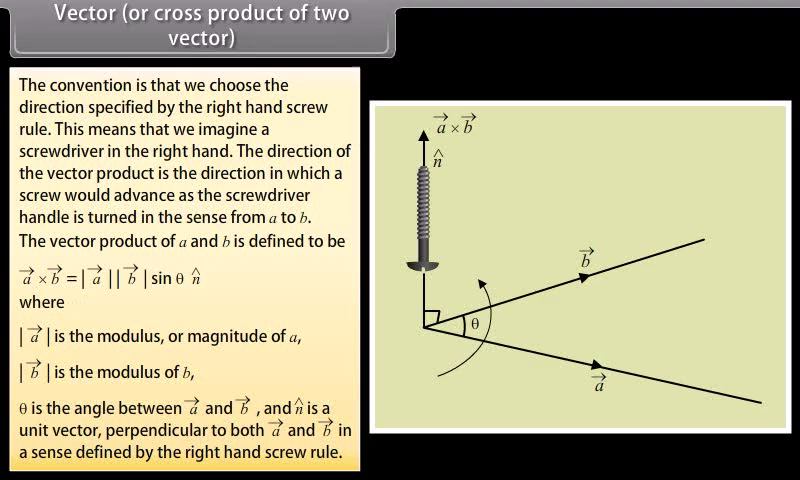 Vector (or cross product of two
vector)
The convention is that we choose the
direction specified by the right hand screw
rule. This means that we imagine a
screwdriver in the right hand. The direction of
the vector product is the direction in which a
screw would advance as the screwdriver
handle is turned in the sense from a to b.
The vector product of a and b is defined to be
a⃗ × b⃗ = | a⃗ | | b⃗ | sin θ n̂
where
| a⃗ | is the modulus, or magnitude of a,
| b⃗ | is the modulus of b,
θ is the angle between a⃗ and b⃗ , and n̂ is a
unit vector, perpendicular to both a⃗ and b⃗ in
a sense defined by the right hand screw rule.
a⃗ × b⃗
n̂
b⃗
θ
a⃗